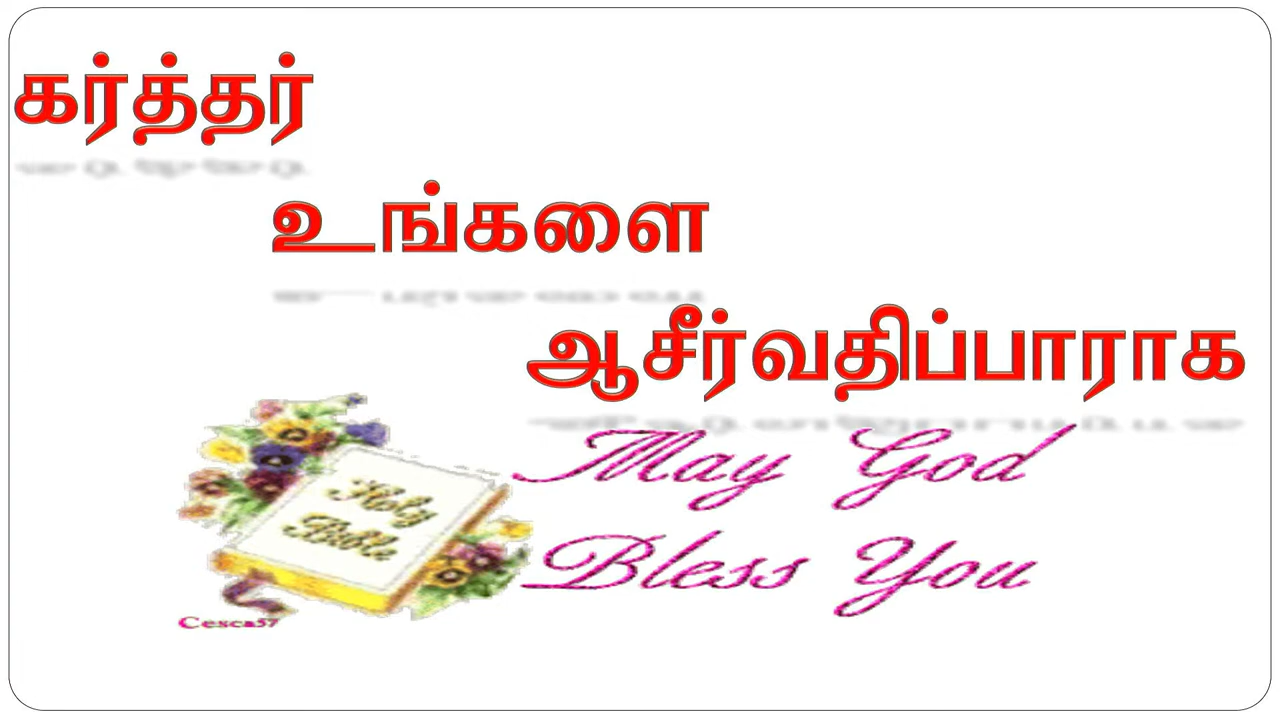 கர்த்தர்
உங்களை
ஆசீர்வதிப்பாராக
May God
Holy
Bible
Bless You
Cesca57